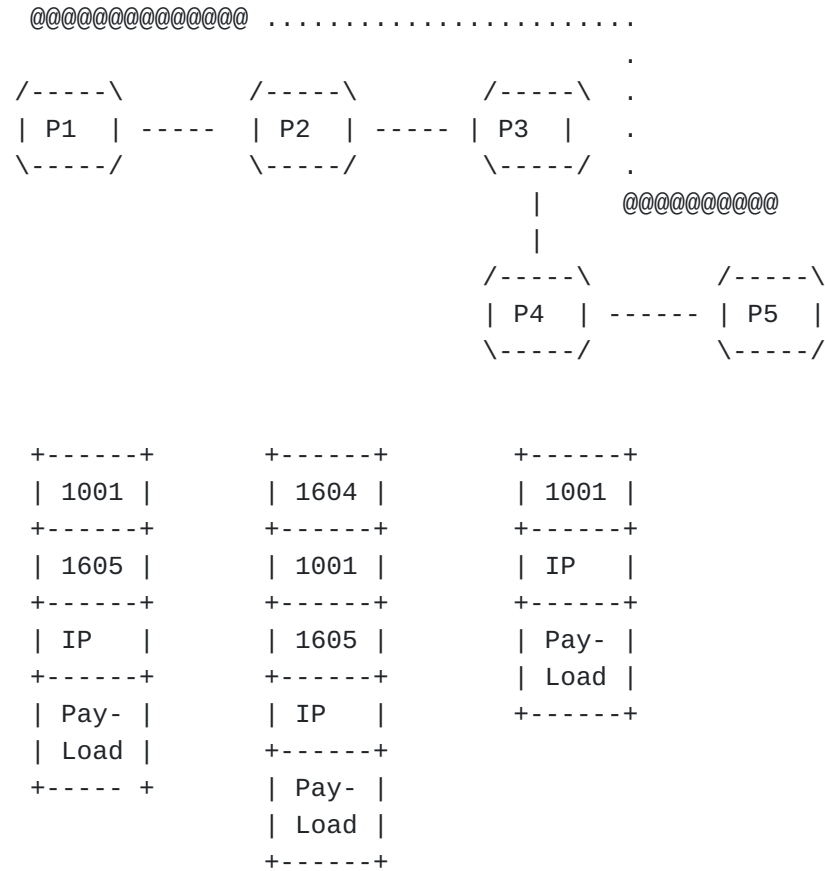 @@@@@@@@@@@@@@ ........................
                                       .
/-----\        /-----\        /-----\  .
| P1  | -----  | P2  | ----- | P3  |   .
\-----/        \-----/        \-----/  .
                                 |     @@@@@@@@@@
                                 |
                              /-----\        /-----\
                              | P4  | ------ | P5  |
                              \-----/        \-----/
 +------+       +------+        +------+
 | 1001 |       | 1604 |        | 1001 |
 +------+       +------+        +------+
 | 1605 |       | 1001 |        | IP   |
 +------+       +------+        +------+
 | IP   |       | 1605 |        | Pay- |
 +------+       +------+        | Load |
 | Pay- |       | IP   |        +------+
 | Load |       +------+
 +----- +       | Pay- |
                | Load |
                +------+